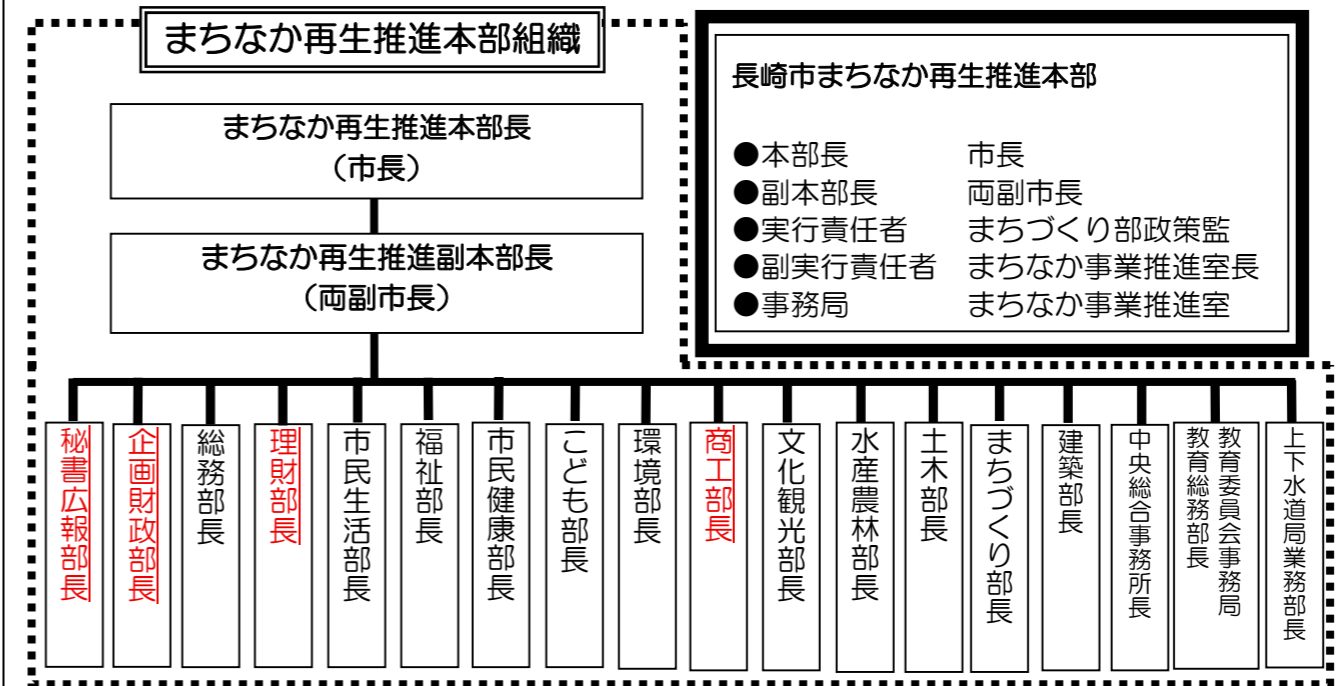 まちなか再生推進本部組織
まちなか再生推進本部長
（市長）
まちなか再生推進副本部長
（両副市長）
長崎市まちなか再生推進本部
●本部長 市長
●副本部長 両副市長
●実行責任者 まちづくり部政策監
●副実行責任者 まちなか事業推進室長
●事務局 まちなか事業推進室
秘書広報部長
企画財政部長
総務部長
理財部長
市民生活部長
福祉部長
市民健康部長
こども部長
環境部長
商工部長
文化観光部長
水産農林部長
土木部長
まちづくり部長
建築部長
中央総合事務所長
教育委員会事務局
教育総務部長
上下水道局業務部長